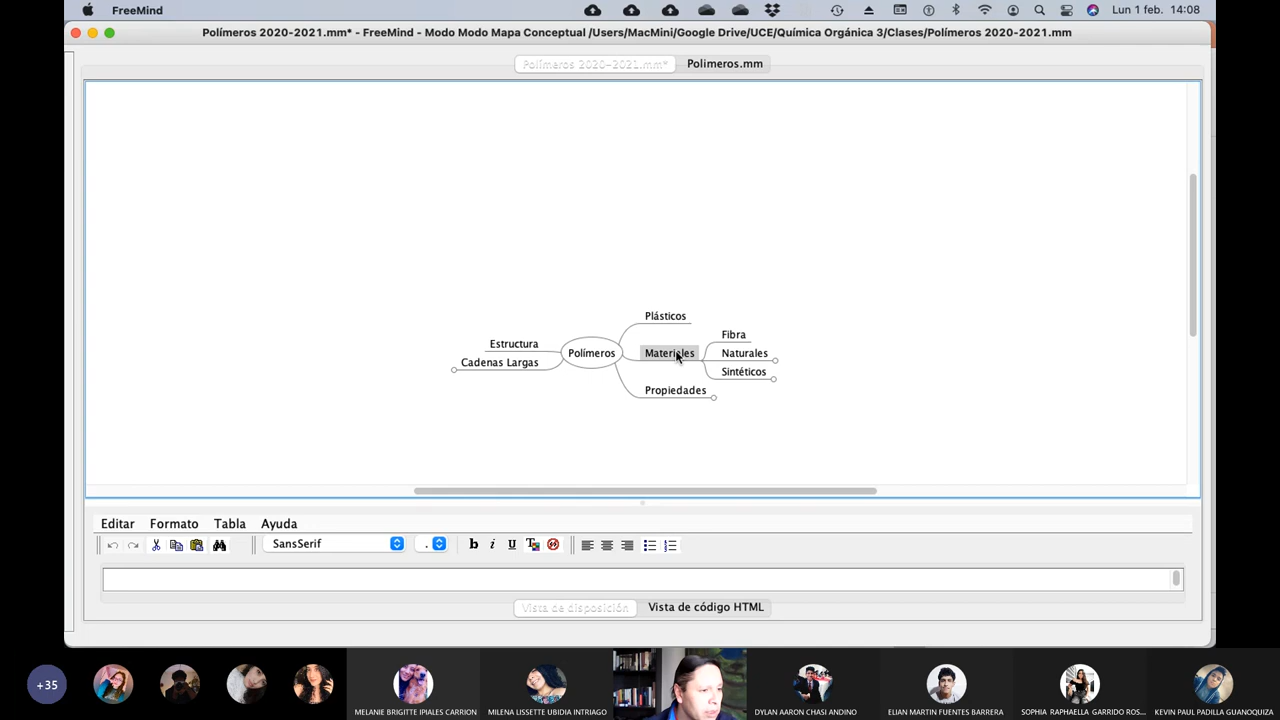 FreeMind
Lun 1 feb. 14:08
Polímeros 2020-2021.mm* - FreeMind - Modo Modo Mapa Conceptual /Users/MacMini/Google Drive/UCE/Química Orgánica 3/Clases/Polímeros 2020-2021.mm
Polímeros 2020-2021.mm*
Polimeros.mm
Plásticos
Fibra
Estructura
Polímeros
Materiales
Naturales
Cadenas Largas
Sintéticos
Propiedades
Editar Formato Tabla Ayuda
SansSerif
. b i U
Vista de disposición
Vista de código HTML
+35
MELANIE BRIGITTE IPIALES CARRION
MILENA LISSETTE UBIDIA INTRIAGO
DYLAN AARON CHASI ANDINO
ELIAN MARTIN FUENTES BARRERA
SOPHIA RAPHAELLA GARRIDO ROS...
KEVIN PAUL PADILLA GUANOQUIZA